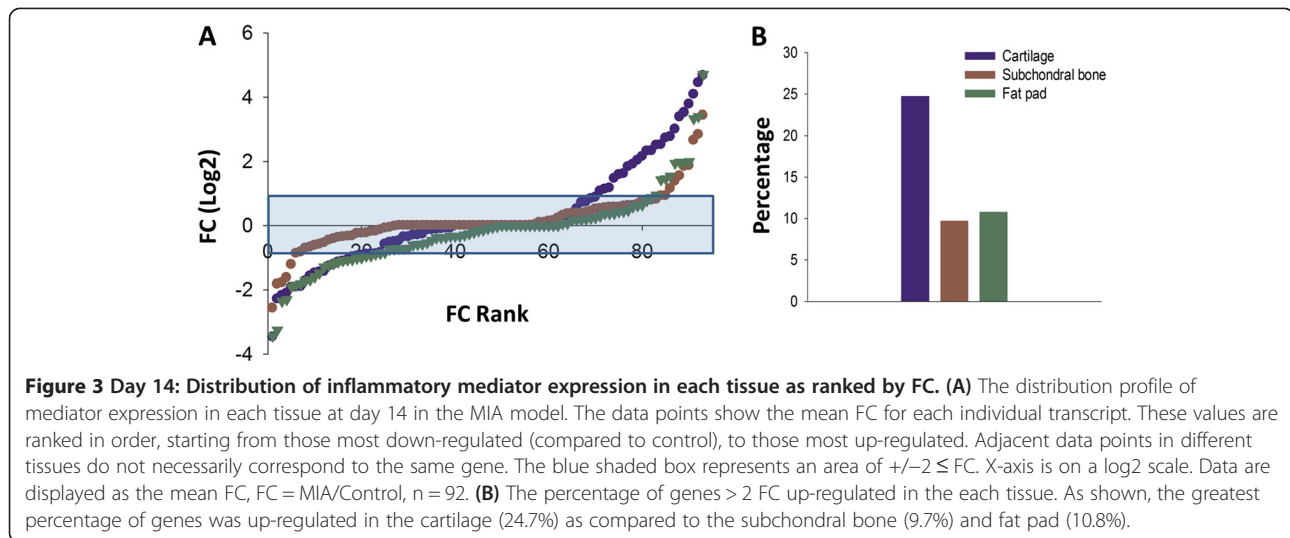 A
B
6
4
2
0
-2
-4
FC (Log2)
0
20
40
60
80
FC Rank
30
25
20
15
10
5
0
Percentage
Cartilage
Subchondral bone
Fat pad
Figure 3 Day 14: Distribution of inflammatory mediator expression in each tissue as ranked by FC. (A) The distribution profile of
mediator expression in each tissue at day 14 in the MIA model. The data points show the mean FC for each individual transcript. These values are
ranked in order, starting from those most down-regulated (compared to control), to those most up-regulated. Adjacent data points in different
tissues do not necessarily correspond to the same gene. The blue shaded box represents an area of +/−2 ≤ FC. X-axis is on a log2 scale. Data are
displayed as the mean FC, FC = MIA/Control, n = 92. (B) The percentage of genes > 2 FC up-regulated in the each tissue. As shown, the greatest
percentage of genes was up-regulated in the cartilage (24.7%) as compared to the subchondral bone (9.7%) and fat pad (10.8%).